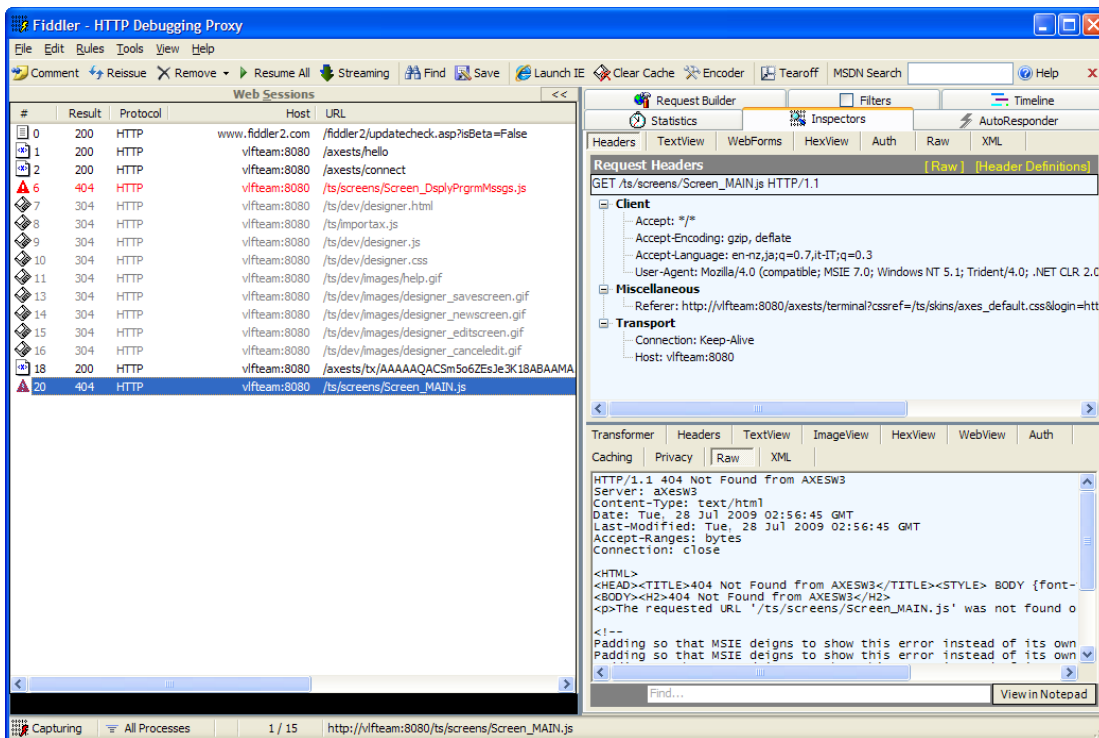 Fiddler - HTTP Debugging Proxy
File Edit Rules Tools View Help
Comment Reissue Remove Resume All Streaming Find Save Launch IE Clear Cache Encoder Tearoff MSDN Search Help x
Web Sessions <<
# Result Protocol Host URL
0 200 HTTP www.fiddler2.com /fiddler2/updatecheck.asp?isBeta=False
1 200 HTTP vlfteam:8080 /axests/hello
2 200 HTTP vlfteam:8080 /axests/connect
6 404 HTTP vlfteam:8080 /ts/screens/Screen_DsplyPrgrmMssgs.js
7 304 HTTP vlfteam:8080 /ts/dev/designer.html
8 304 HTTP vlfteam:8080 /ts/importax.js
9 304 HTTP vlfteam:8080 /ts/dev/designer.js
10 304 HTTP vlfteam:8080 /ts/dev/designer.css
11 304 HTTP vlfteam:8080 /ts/dev/images/help.gif
13 304 HTTP vlfteam:8080 /ts/dev/images/designer_savescreen.gif
14 304 HTTP vlfteam:8080 /ts/dev/images/designer_newscreen.gif
15 304 HTTP vlfteam:8080 /ts/dev/images/designer_editscreen.gif
16 304 HTTP vlfteam:8080 /ts/dev/images/designer_canceledit.gif
18 200 HTTP vlfteam:8080 /axests/tx/AAAAAQACSm5o6ZEsJe3K18ABAAMA
20 404 HTTP vlfteam:8080 /ts/screens/Screen_MAIN.js
Request Builder Filters Timeline
Statistics Inspectors AutoResponder
Headers TextView WebForms HexView Auth Raw XML
Request Headers [ Raw ] [Header Definitions]
GET /ts/screens/Screen_MAIN.js HTTP/1.1
Client
Accept: */*
Accept-Encoding: gzip, deflate
Accept-Language: en-nz,ja;q=0.7,it-IT;q=0.3
User-Agent: Mozilla/4.0 (compatible; MSIE 7.0; Windows NT 5.1; Trident/4.0; .NET CLR 2.0
Miscellaneous
Referer: http://vlfteam:8080/axests/terminal?cssref=/ts/skins/axes_default.css&login=htt
Transport
Connection: Keep-Alive
Host: vlfteam:8080
Transformer Headers TextView ImageView HexView WebView Auth
Caching Privacy Raw XML
HTTP/1.1 404 Not Found from AXESW3
Server: aXesW3
Content-Type: text/html
Date: Tue, 28 Jul 2009 02:56:45 GMT
Last-Modified: Tue, 28 Jul 2009 02:56:45 GMT
Accept-Ranges: bytes
Connection: close
<HTML>
<HEAD><TITLE>404 Not Found from AXESW3</TITLE><STYLE> BODY {font-
<BODY><H2>404 Not Found from AXESW3</H2>
<p>The requested URL '/ts/screens/Screen_MAIN.js' was not found o
<!--
Padding so that MSIE deigns to show this error instead of its own
Padding so that MSIE deigns to show this error instead of its own
Find... View in Notepad
Capturing All Processes 1 / 15 http://vlfteam:8080/ts/screens/Screen_MAIN.js